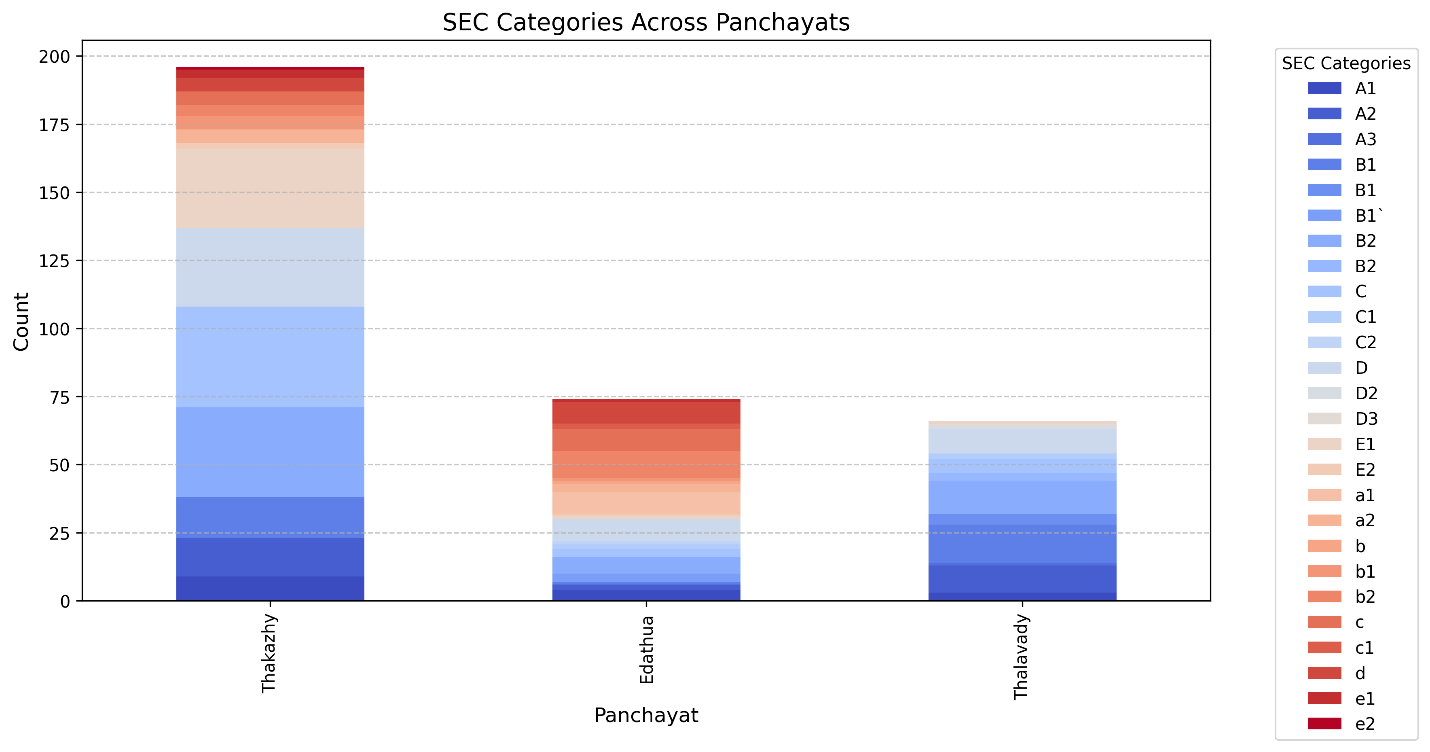 SEC Categories Across Panchayats
200
175
150
125
100
75
50
25
0
Count
Thakazhy
Edathua
Thalavady
Panchayat
SEC Categories
A1
A2
A3
B1
B1
B1`
B2
B2
C
C1
C2
D
D2
D3
E1
E2
a1
a2
b
b1
b2
c
c1
d
e1
e2